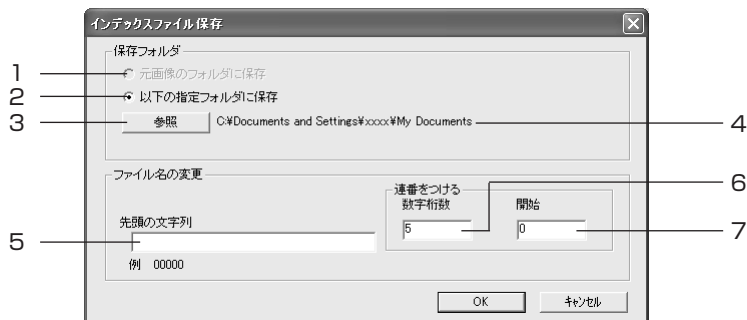 インデックスファイル保存
保存フォルダ
1 元画像のフォルダに保存
2 以下の指定フォルダに保存
3 参照 C:¥Documents and Settings¥xxxx¥My Documents 4
ファイル名の変更
連番をつける 6
数字桁数 開始
先頭の文字列 5 0 7
5
例 00000
OK キャンセル